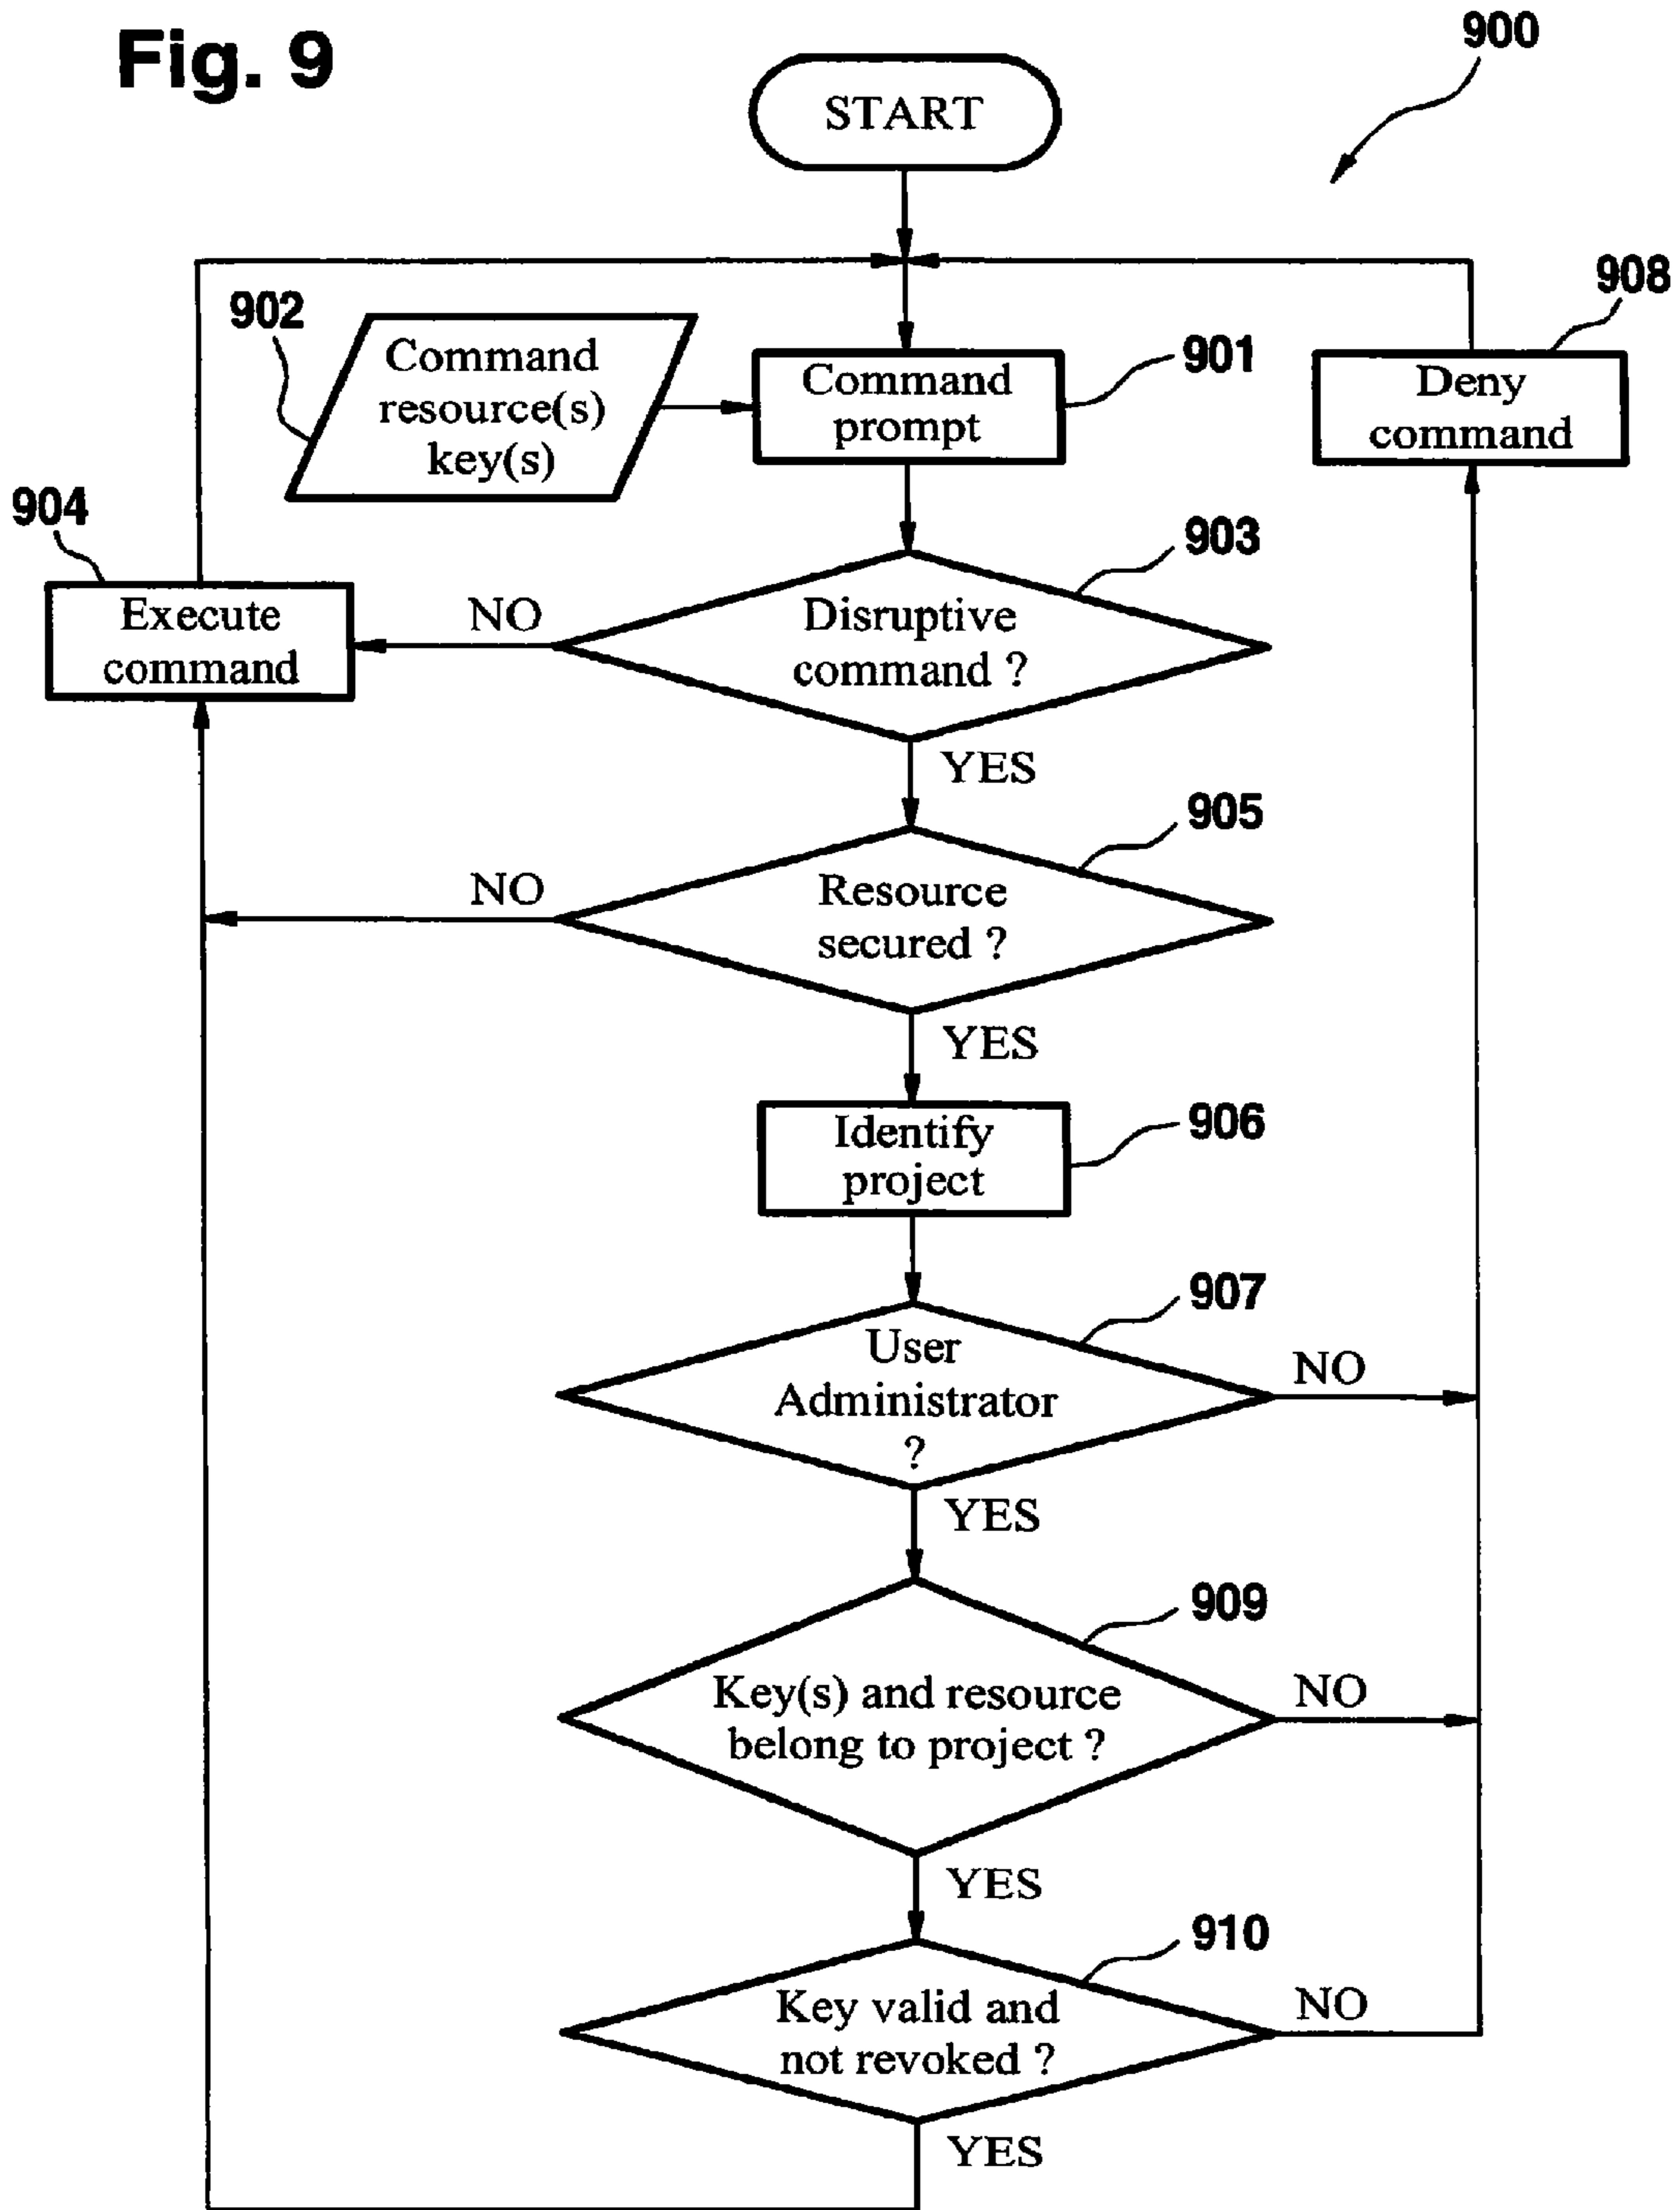 Fig. 9
900
START
908
902
Command
resource(s)
key(s)
Command
prompt
901
Deny
command
904
903
Execute
command
NO
Disruptive
command ?
YES
905
NO
Resource
secured ?
YES
Identify
project
906
907
User
Administrator
?
NO
YES
909
Key(s) and resource
belong to project ?
NO
YES
910
Key valid and
not revoked ?
NO
YES